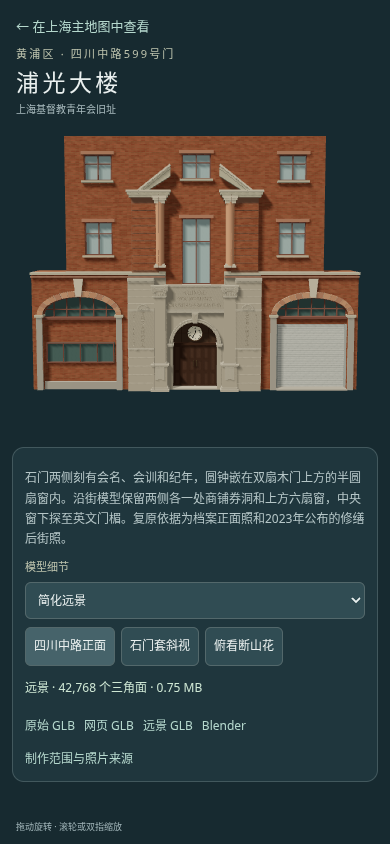 ← 在上海主地图中查看
黄浦区 · 四川中路599号门
浦光大楼
上海基督教青年会旧址
石门两侧刻有会名、会训和纪年，圆钟嵌在双扇木门上方的半圆
扇窗内。沿街模型保留两侧各一处商铺券洞和上方六扇窗，中央
窗下探至英文门楣。复原依据为档案正面照和2023年公布的修缮
后街照。
模型细节
简化远景
四川中路正面
石门套斜视
俯看断山花
远景 · 42,768 个三角面 · 0.75 MB
原始 GLB 网页 GLB 远景 GLB Blender
制作范围与照片来源
拖动旋转 · 滚轮或双指缩放